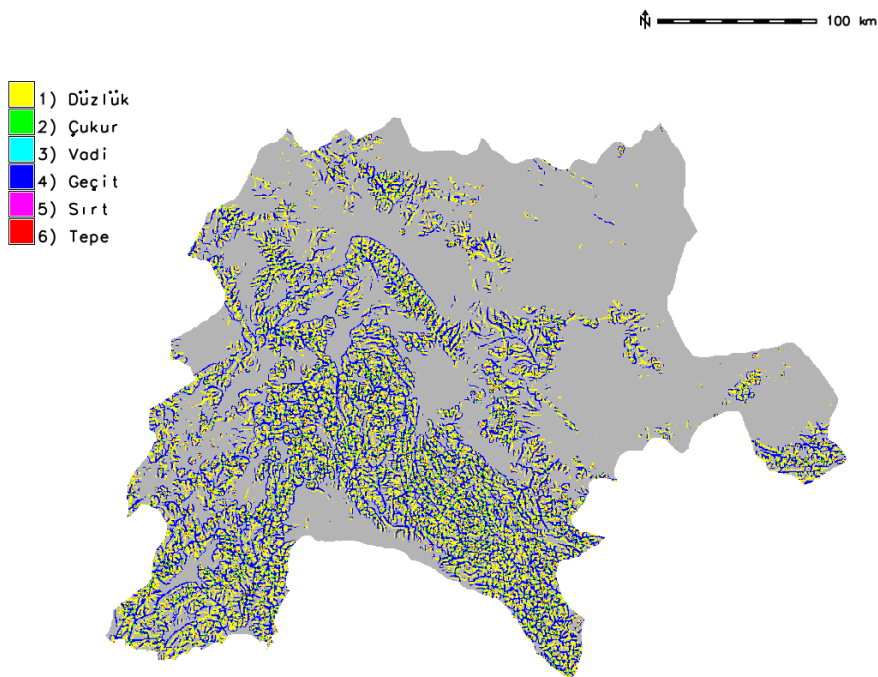 N 100 km
1) Düzlük
2) Çukur
3) Vadi
4) Geçit
5) Sırt
6) Tepe